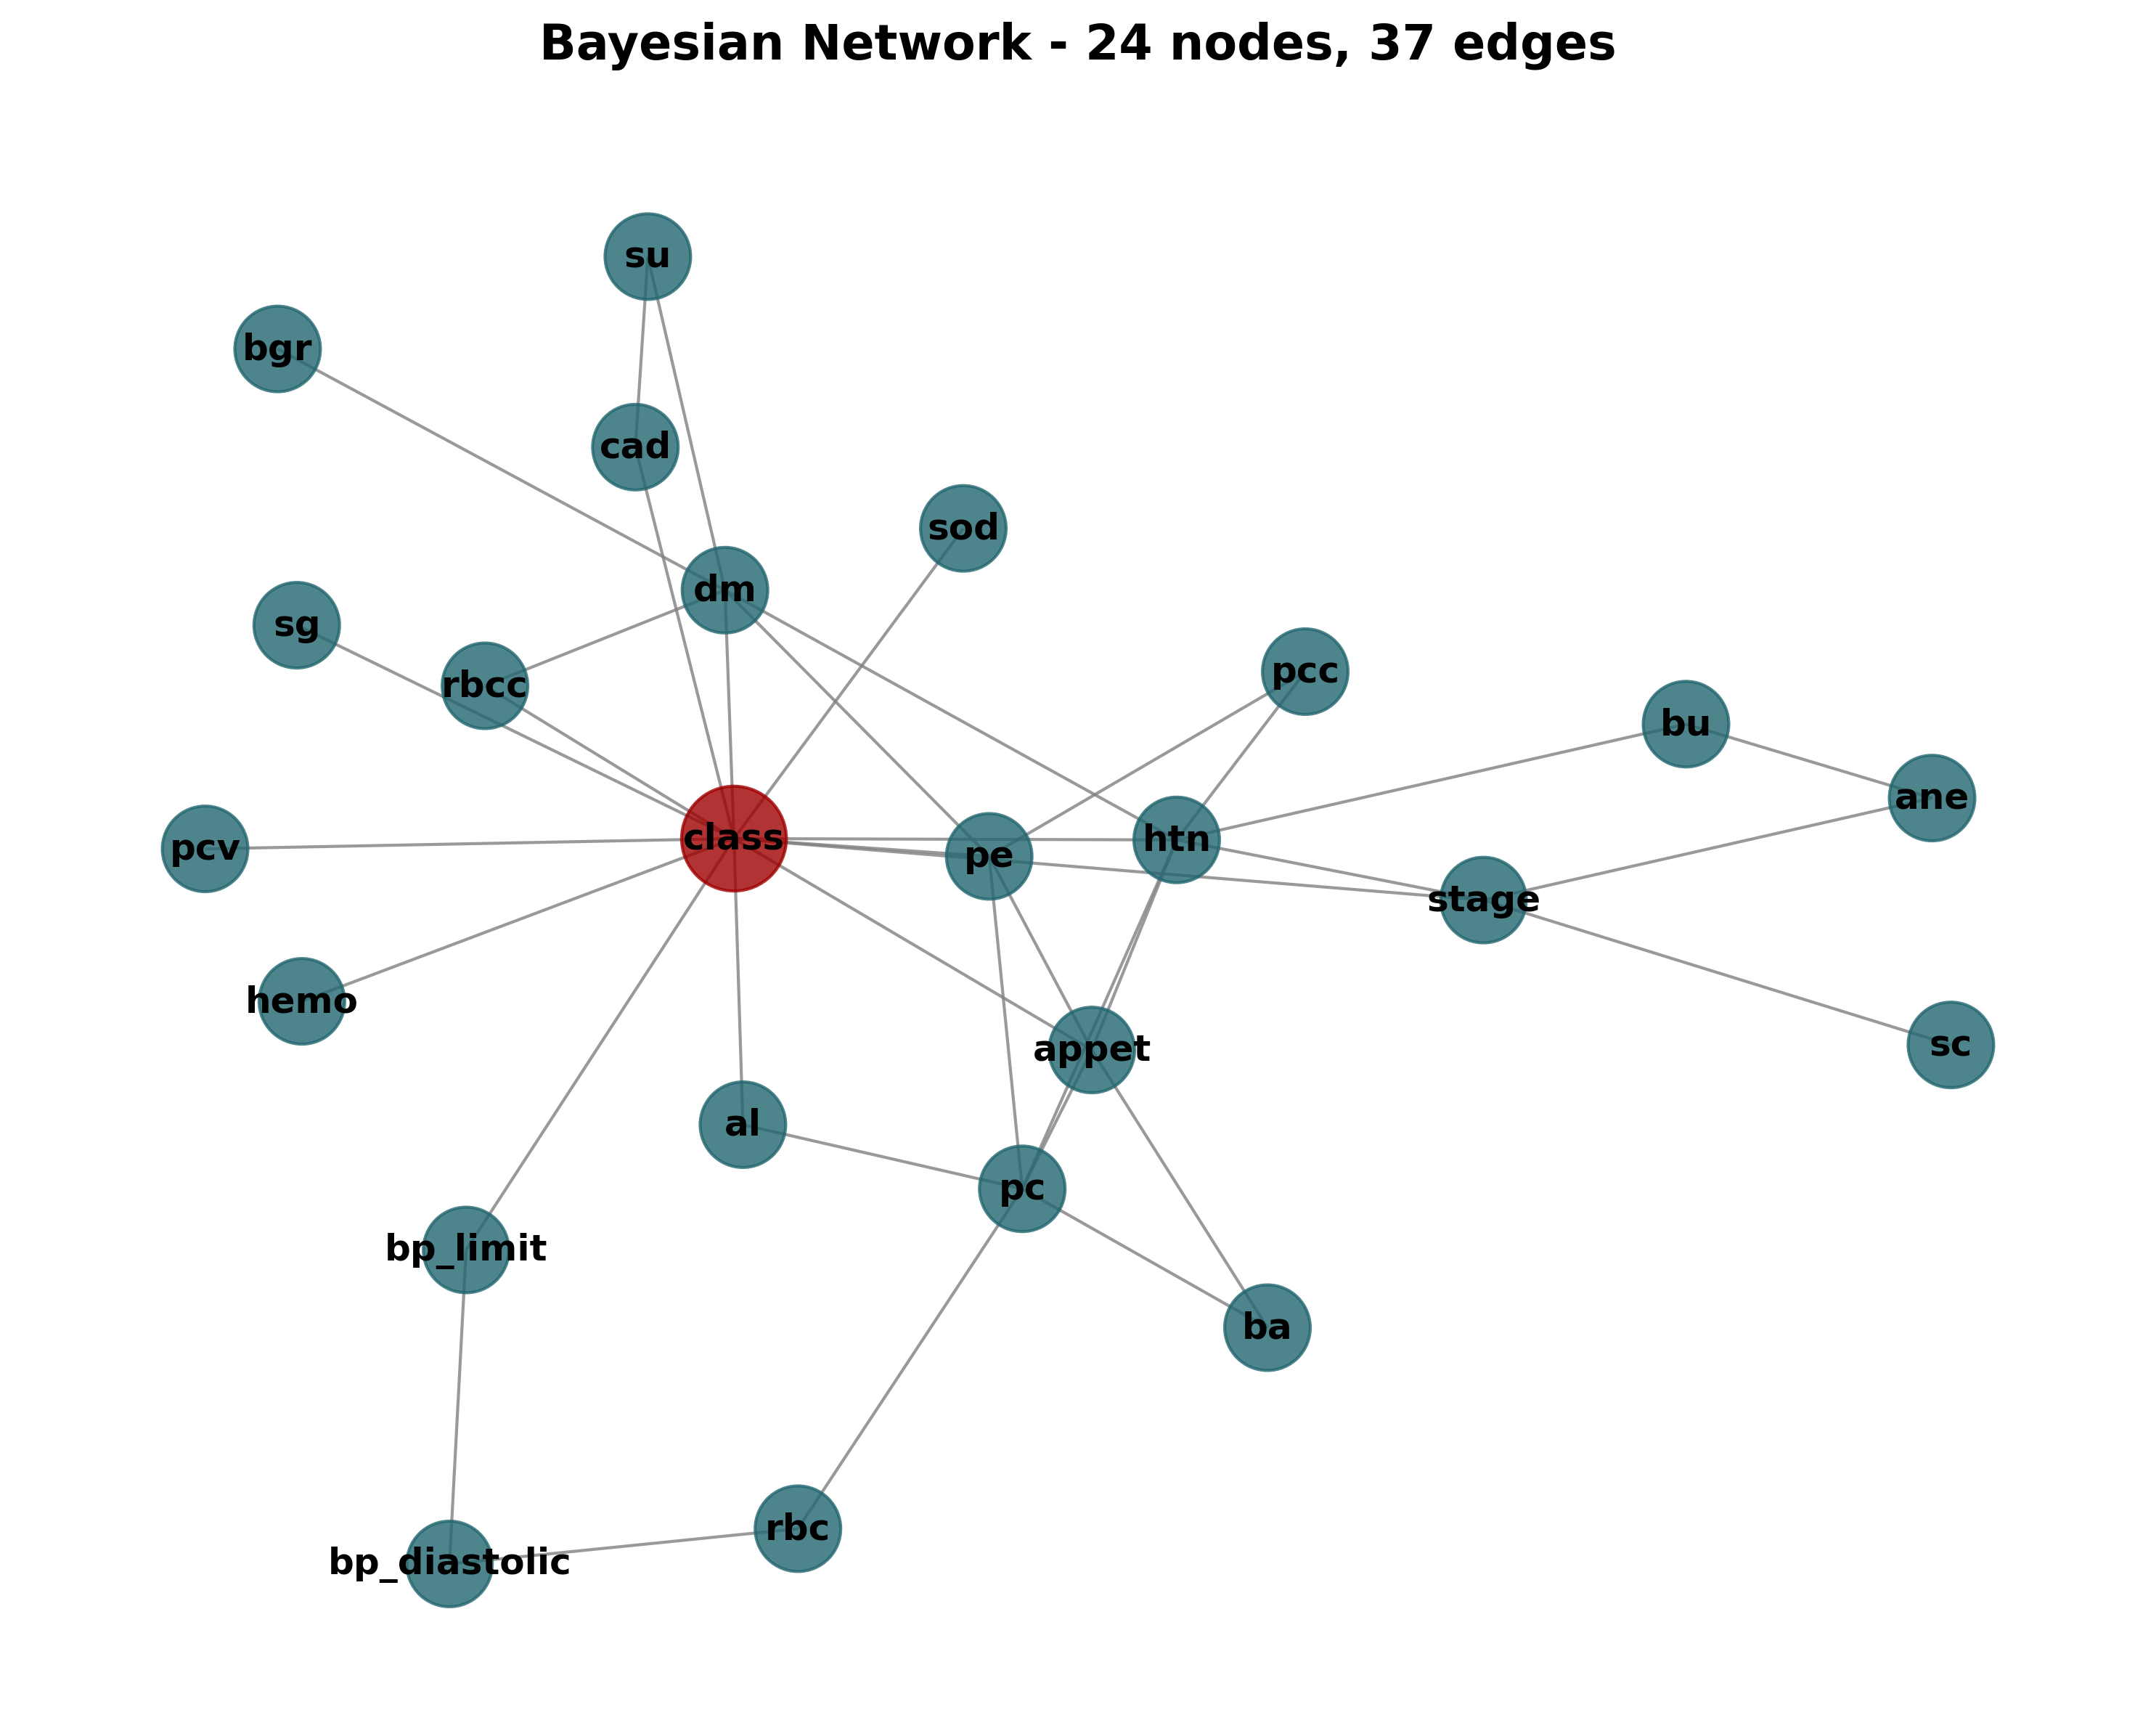 Bayesian Network - 24 nodes, 37 edges
su
bgr
cad
sod
dm
sg
rbcc
pcc
bu
ane
class
htn
pcv
pe
stage
hemo
appet
sc
al
pc
bp_limit
ba
rbc
bp_diastolic